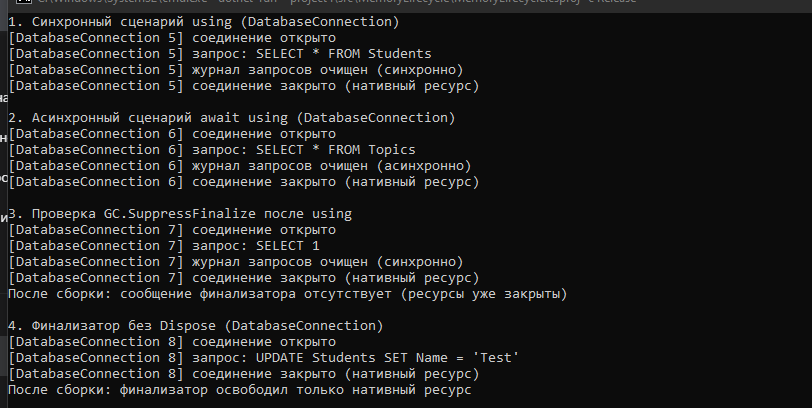 1. Синхронный сценарий using (DatabaseConnection)
[DatabaseConnection 5] соединение открыто
[DatabaseConnection 5] запрос: SELECT * FROM Students
[DatabaseConnection 5] журнал запросов очищен (синхронно)
[DatabaseConnection 5] соединение закрыто (нативный ресурс)
2. Асинхронный сценарий await using (DatabaseConnection)
[DatabaseConnection 6] соединение открыто
[DatabaseConnection 6] запрос: SELECT * FROM Topics
[DatabaseConnection 6] журнал запросов очищен (асинхронно)
[DatabaseConnection 6] соединение закрыто (нативный ресурс)
3. Проверка GC.SuppressFinalize после using
[DatabaseConnection 7] соединение открыто
[DatabaseConnection 7] запрос: SELECT 1
[DatabaseConnection 7] журнал запросов очищен (синхронно)
[DatabaseConnection 7] соединение закрыто (нативный ресурс)
После сборки: сообщение финализатора отсутствует (ресурсы уже закрыты)
4. Финализатор без Dispose (DatabaseConnection)
[DatabaseConnection 8] соединение открыто
[DatabaseConnection 8] запрос: UPDATE Students SET Name = 'Test'
[DatabaseConnection 8] соединение закрыто (нативный ресурс)
После сборки: финализатор освободил только нативный ресурс